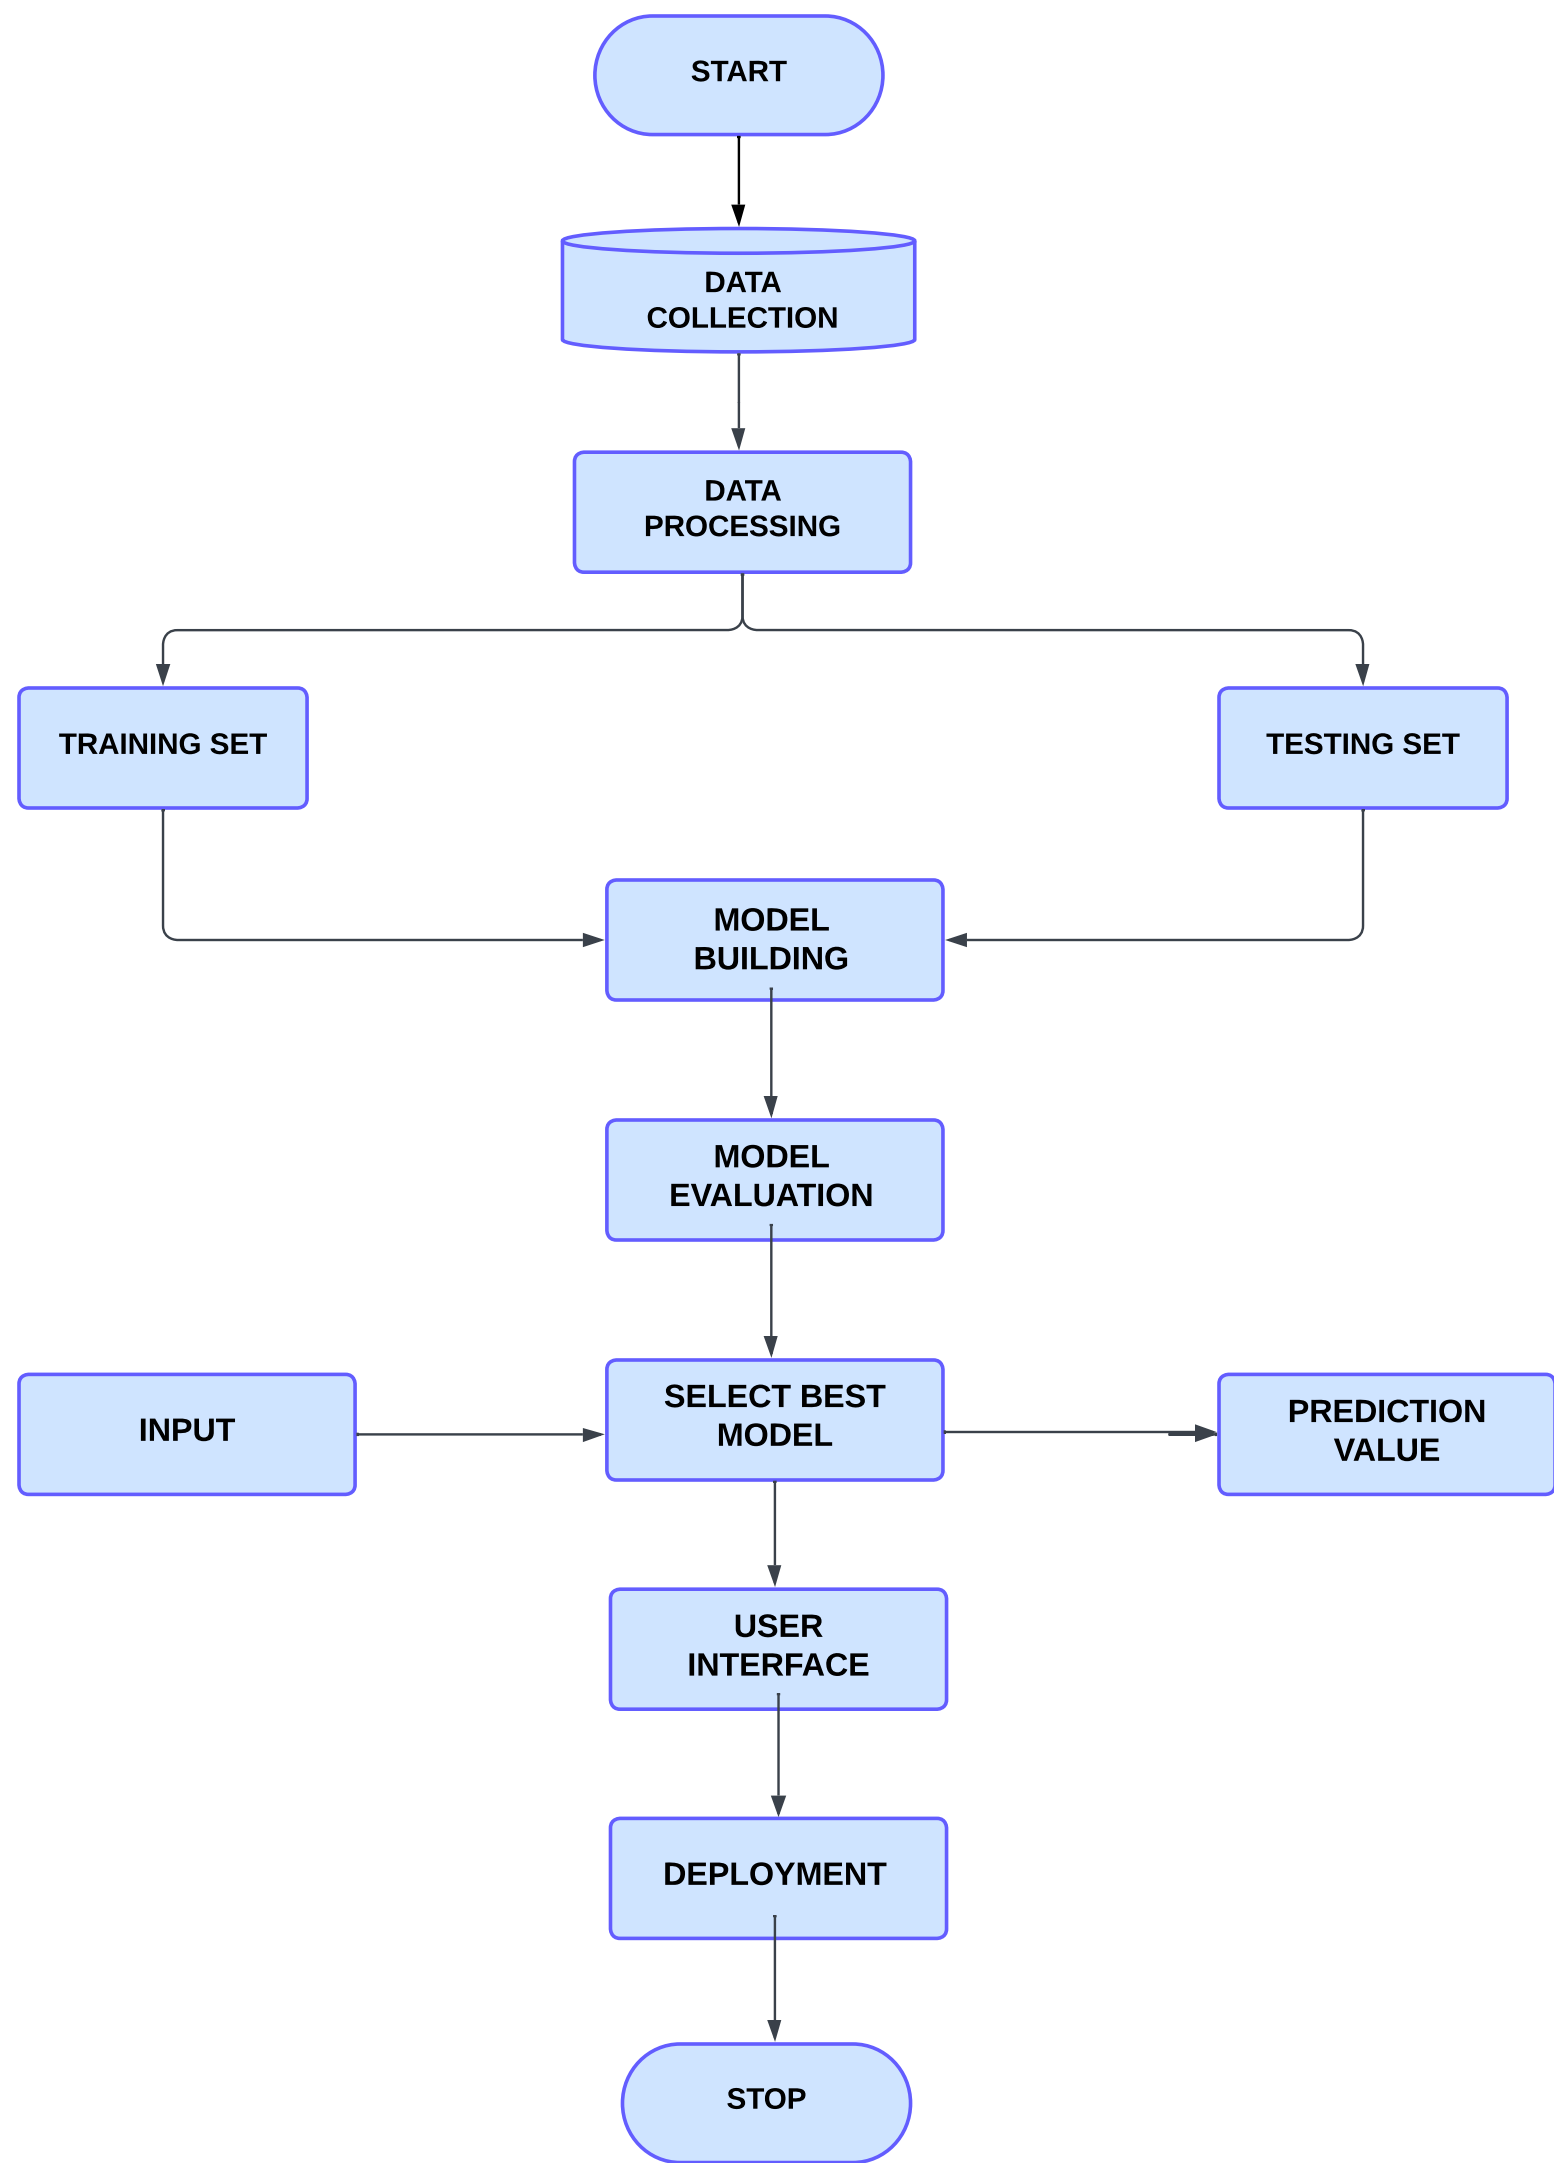 START
DATA
COLLECTION
DATA
PROCESSING
TRAINING SET
TESTING SET
MODEL
BUILDING
MODEL
EVALUATION
INPUT
SELECT BEST
MODEL
PREDICTION
VALUE
USER
INTERFACE
DEPLOYMENT
STOP